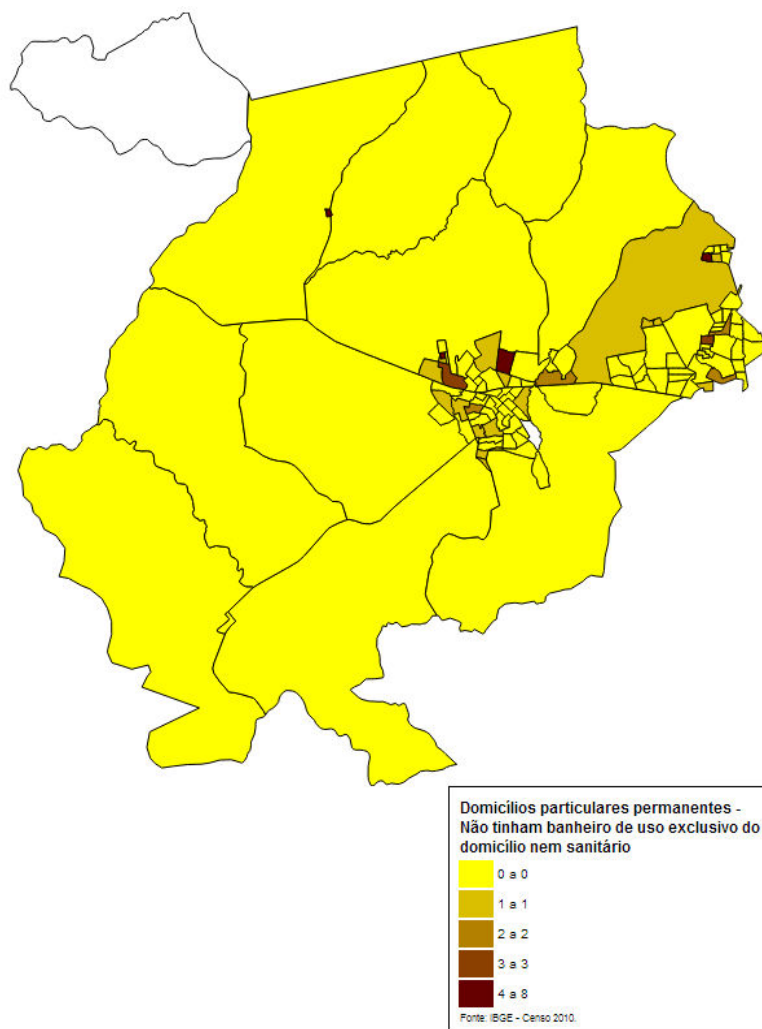 Domicílios particulares permanentes -
Não tinham banheiro de uso exclusivo do
domicílio nem sanitário
0 a 0
1 a 1
2 a 2
3 a 3
4 a 8
Fonte: IBGE - Censo 2010.